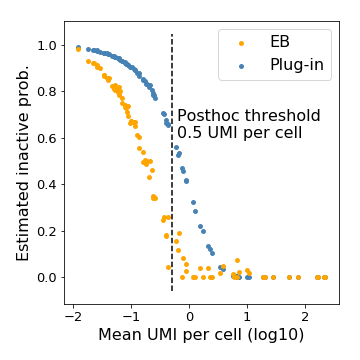 EB
Plug-in
Posthoc threshold
0.5 UMI per cell
Estimated inactive prob.
1.0
0.8
0.6
0.4
0.2
0.0
−2
−1
0
1
2
Mean UMI per cell (log10)